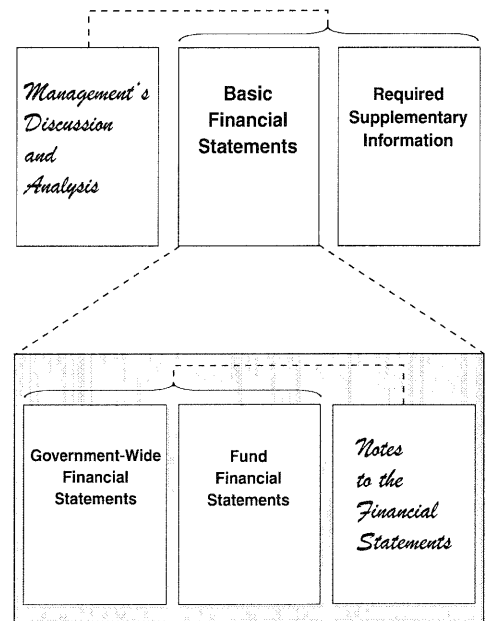 Management's
Discussion
and
Analysis
Basic
Financial
Statements
Required
Supplementary
Information
Government-Wide
Financial
Statements
Fund
Financial
Statements
Notes
to the
Financial
Statements